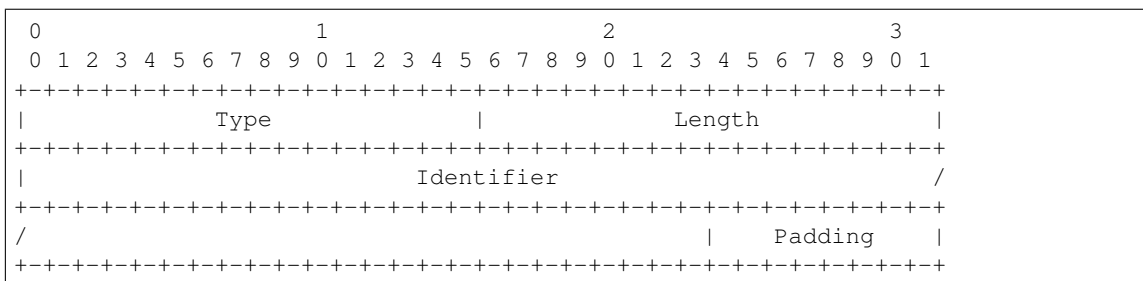 0                   1                   2                   3
 0 1 2 3 4 5 6 7 8 9 0 1 2 3 4 5 6 7 8 9 0 1 2 3 4 5 6 7 8 9 0 1
+-+-+-+-+-+-+-+-+-+-+-+-+-+-+-+-+-+-+-+-+-+-+-+-+-+-+-+-+-+-+-+-+
|             Type              |             Length            |
+-+-+-+-+-+-+-+-+-+-+-+-+-+-+-+-+-+-+-+-+-+-+-+-+-+-+-+-+-+-+-+-+
|                           Identifier                          /
+-+-+-+-+-+-+-+-+-+-+-+-+-+-+-+-+-+-+-+-+-+-+-+-+-+-+-+-+-+-+-+-+
/                                               |    Padding    |
+-+-+-+-+-+-+-+-+-+-+-+-+-+-+-+-+-+-+-+-+-+-+-+-+-+-+-+-+-+-+-+-+